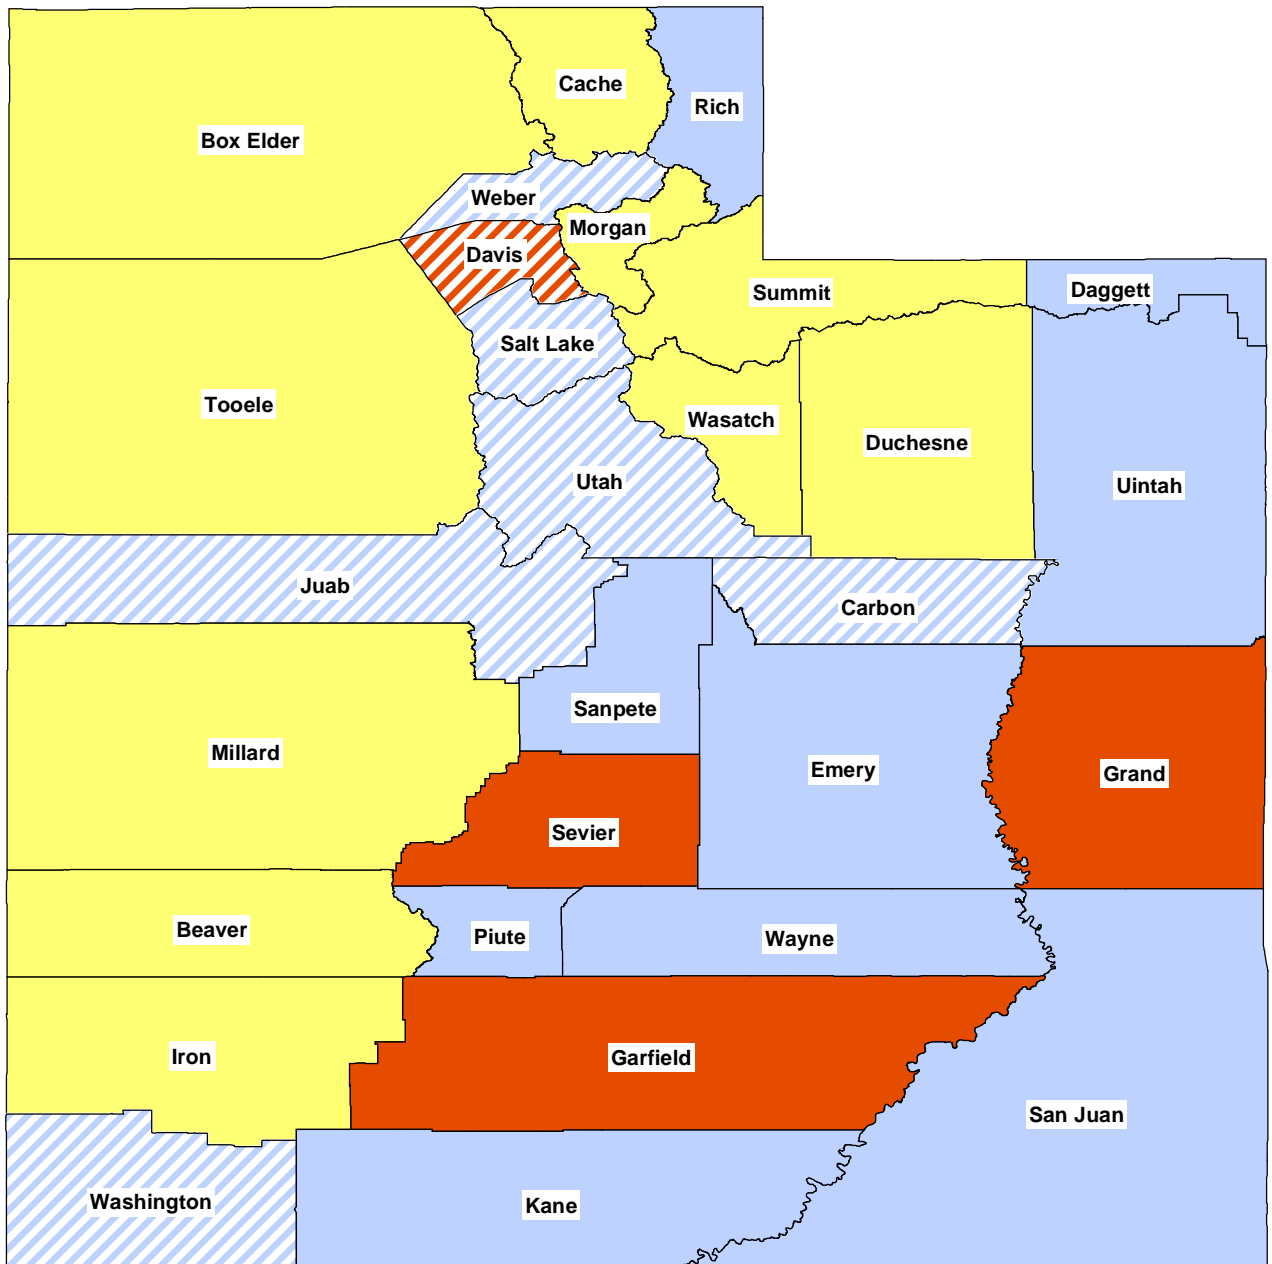 Cache
Rich
Box Elder
Weber
Morgan
Davis
Daggett
Summit
Salt Lake
Tooele
Wasatch
Duchesne
Utah
Uintah
Juab
Carbon
Sanpete
Millard
Emery
Grand
Sevier
Beaver
Piute
Wayne
Iron
Garfield
San Juan
Washington
Kane